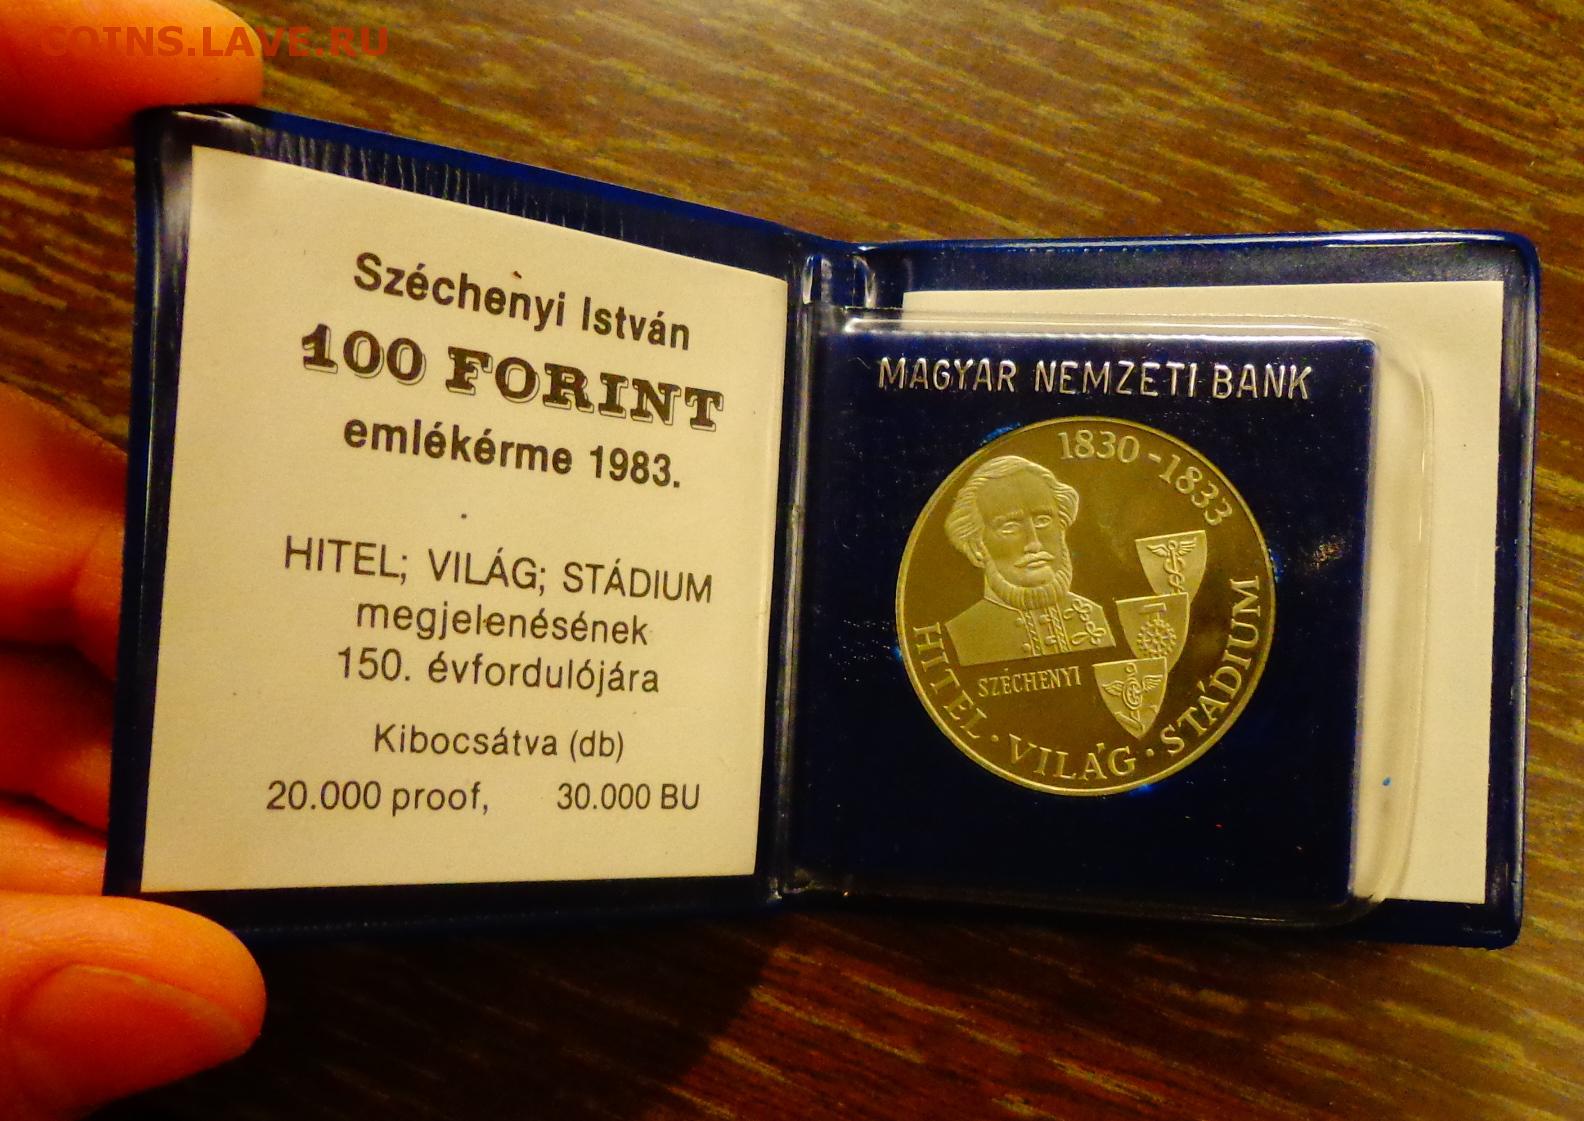 COINS.LAVE.RU
Széchenyi István
100 FORINT
emlékérme 1983.
HITEL; VILÁG; STÁDIUM
megjelenésének
150. évfordulójára
Kibocsátva (db)
20.000 proof, 30.000 BU
MAGYAR NEMZETI BANK
1830-1833
SZÉCHENYI
HITEL · VILÁG · STÁDIUM